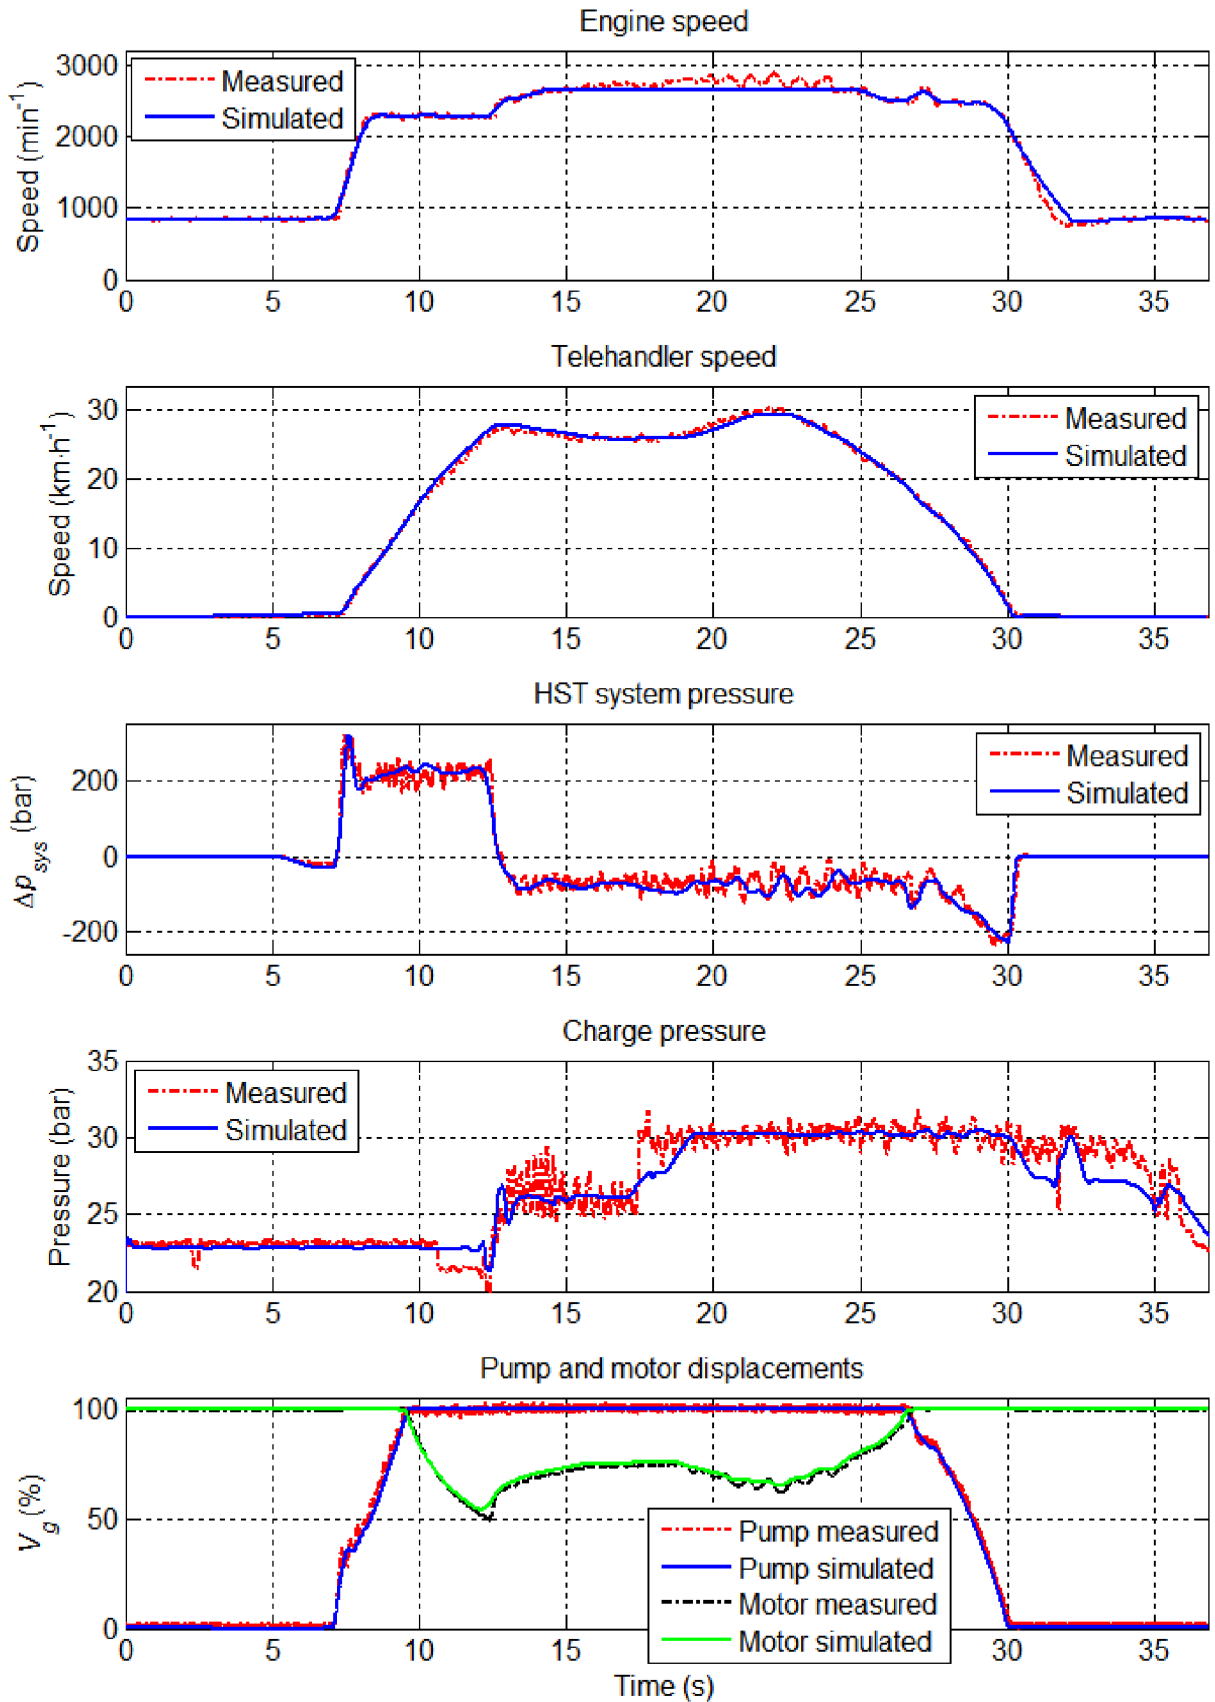 Engine speed
Speed (min⁻¹)
3000
2000
1000
0
Measured
Simulated
0 5 10 15 20 25 30 35
Telehandler speed
Speed (km·h⁻¹)
30
20
10
0
Measured
Simulated
0 5 10 15 20 25 30 35
HST system pressure
Δp sys (bar)
200
0
-200
Measured
Simulated
0 5 10 15 20 25 30 35
Charge pressure
Pressure (bar)
35
30
25
20
Measured
Simulated
0 5 10 15 20 25 30 35
Pump and motor displacements
V g (%)
100
50
0
Pump measured
Pump simulated
Motor measured
Motor simulated
0 5 10 15 20 25 30 35
Time (s)